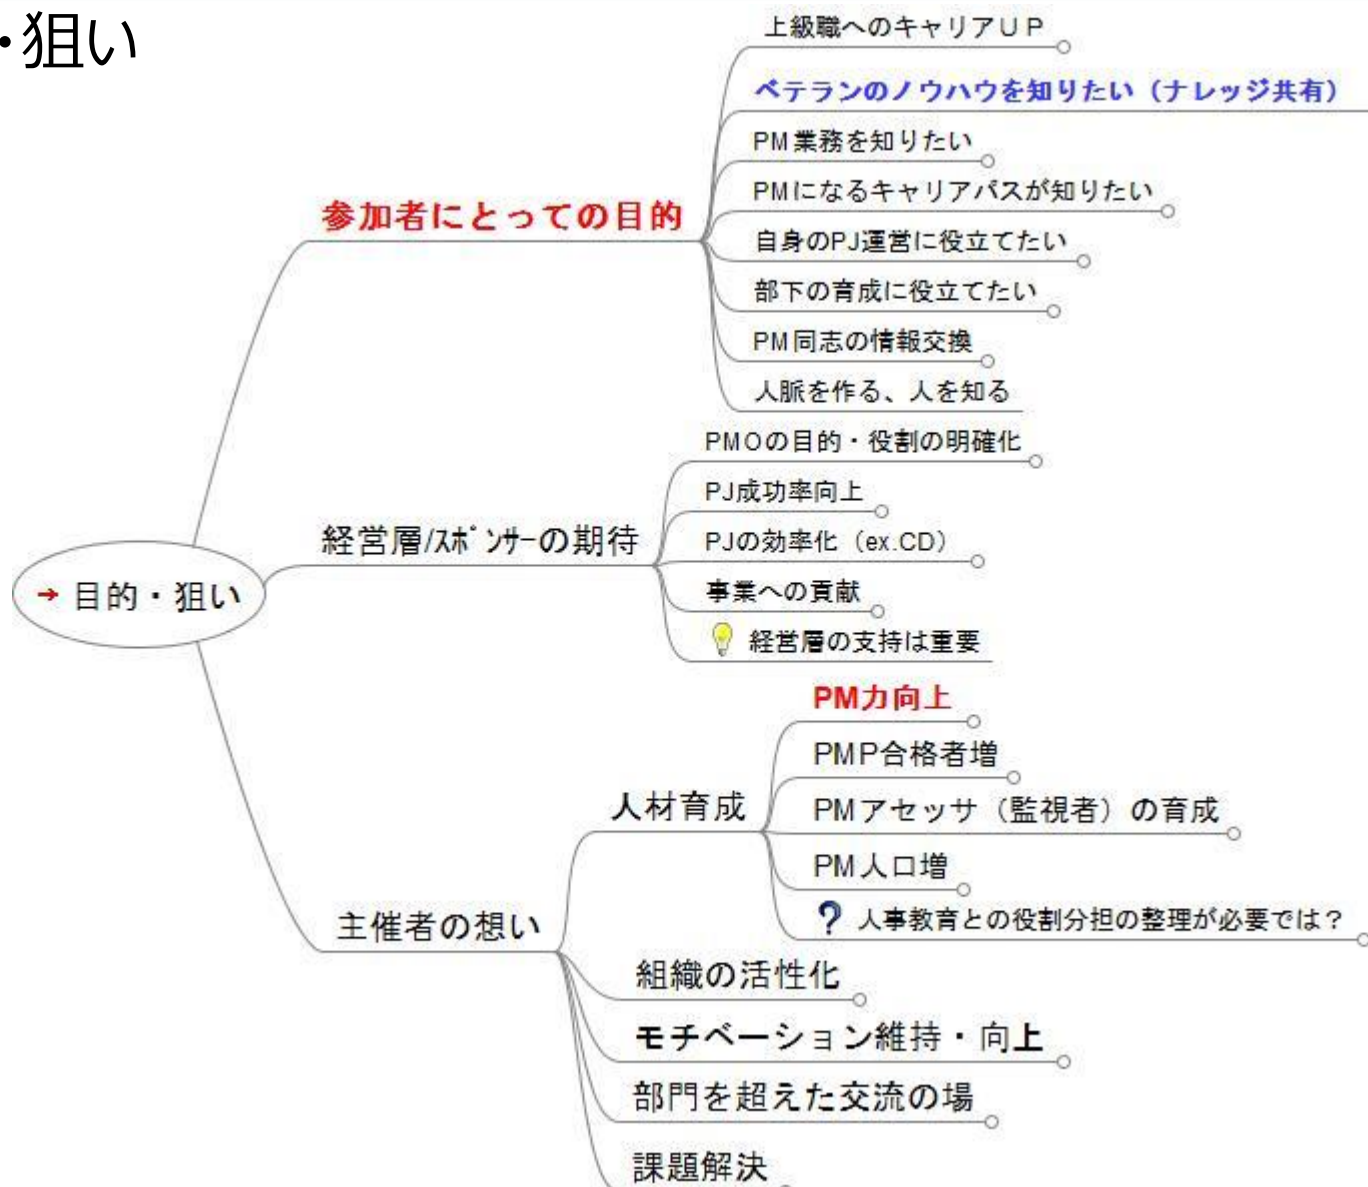 ・狙い
上級職へのキャリアUP
ベテランのノウハウを知りたい（ナレッジ共有）
PM業務を知りたい
PMになるキャリアパスが知りたい
参加者にとっての目的
自身のPJ運営に役立てたい
部下の育成に役立てたい
PM同志の情報交換
人脈を作る、人を知る
PMOの目的・役割の明確化
PJ成功率向上
経営層/ｽﾎﾟﾝｻｰの期待
PJの効率化（ex.CD）
事業への貢献
経営層の支持は重要
目的・狙い
PM力向上
PMP合格者増
人材育成
PMアセッサ（監視者）の育成
PM人口増
人事教育との役割分担の整理が必要では？
主催者の想い
組織の活性化
モチベーション維持・向上
部門を超えた交流の場
課題解決